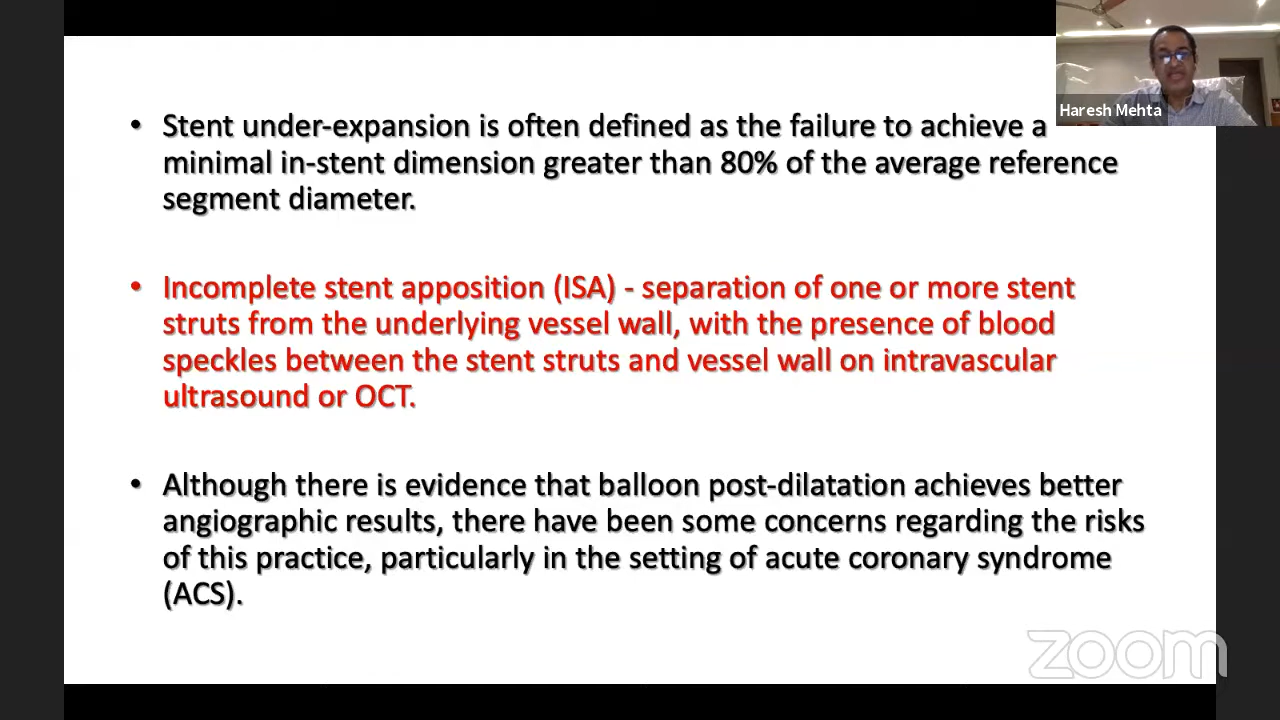 Haresh Mehta
• Stent under-expansion is often defined as the failure to achieve a
minimal in-stent dimension greater than 80% of the average reference
segment diameter.
• Incomplete stent apposition (ISA) - separation of one or more stent
struts from the underlying vessel wall, with the presence of blood
speckles between the stent struts and vessel wall on intravascular
ultrasound or OCT.
• Although there is evidence that balloon post-dilatation achieves better
angiographic results, there have been some concerns regarding the risks
of this practice, particularly in the setting of acute coronary syndrome
(ACS).
zoom